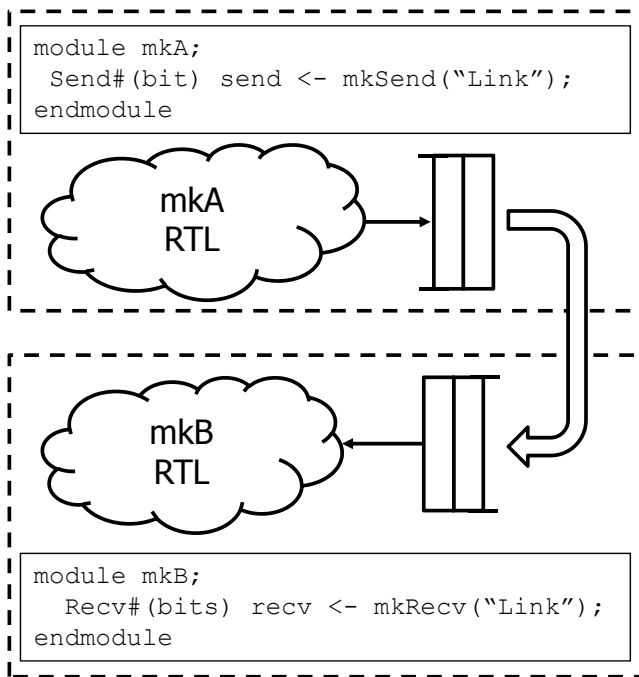 module mkA;
 Send#(bit) send <- mkSend(“Link”);
endmodule
mkA
RTL
mkB
RTL
module mkB;
  Recv#(bits) recv <- mkRecv(“Link”);
endmodule